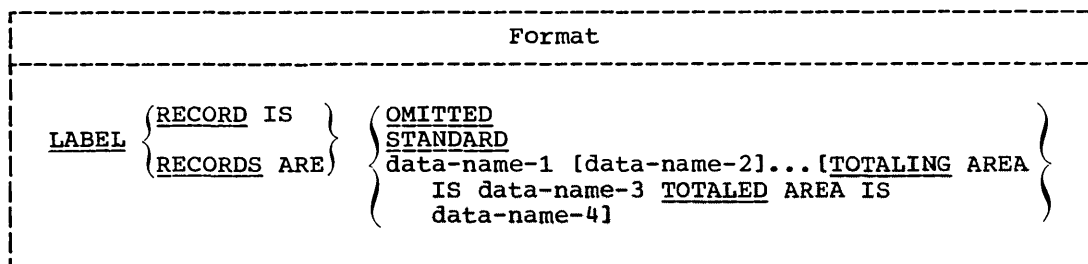 Format
LABEL {RECORD IS / RECORDS ARE} {OMITTED
STANDARD
data-name-1 [data-name-2]...[TOTALING AREA
IS data-name-3 TOTALED AREA IS
data-name-4]}